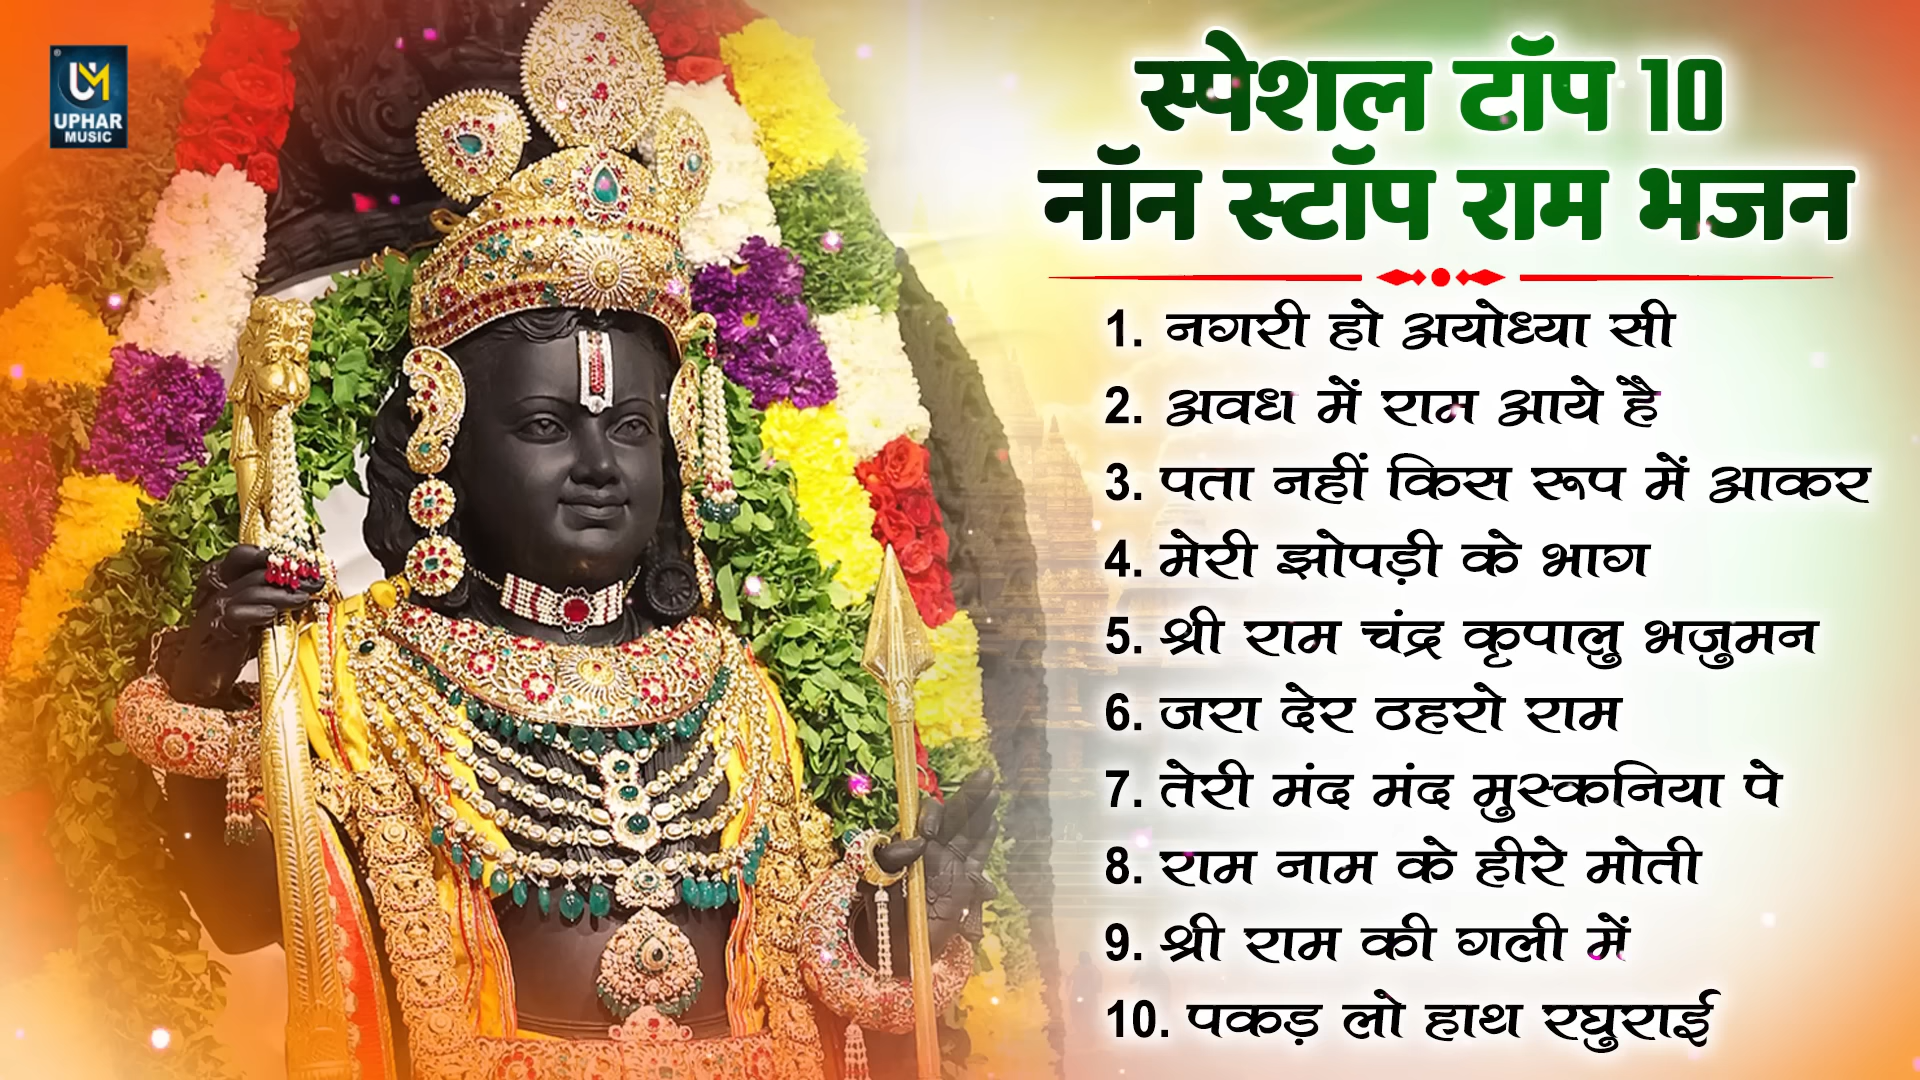 UM
UPHAR
MUSIC
स्पेशल टॉप 10
नॉन स्टॉप राम भजन
1. नगरी हो अयोध्या सी
2. अवध में राम आये है
3. पता नहीं किस रूप में आकर
4. मेरी झोपड़ी के भाग
5. श्री राम चंद्र कृपालु भजुमन
6. जरा देर ठहरो राम
7. तेरी मंद मंद मुस्कनिया पे
8. राम नाम के हीरे मोती
9. श्री राम की गली में
10. पकड़ लो हाथ रघुराई